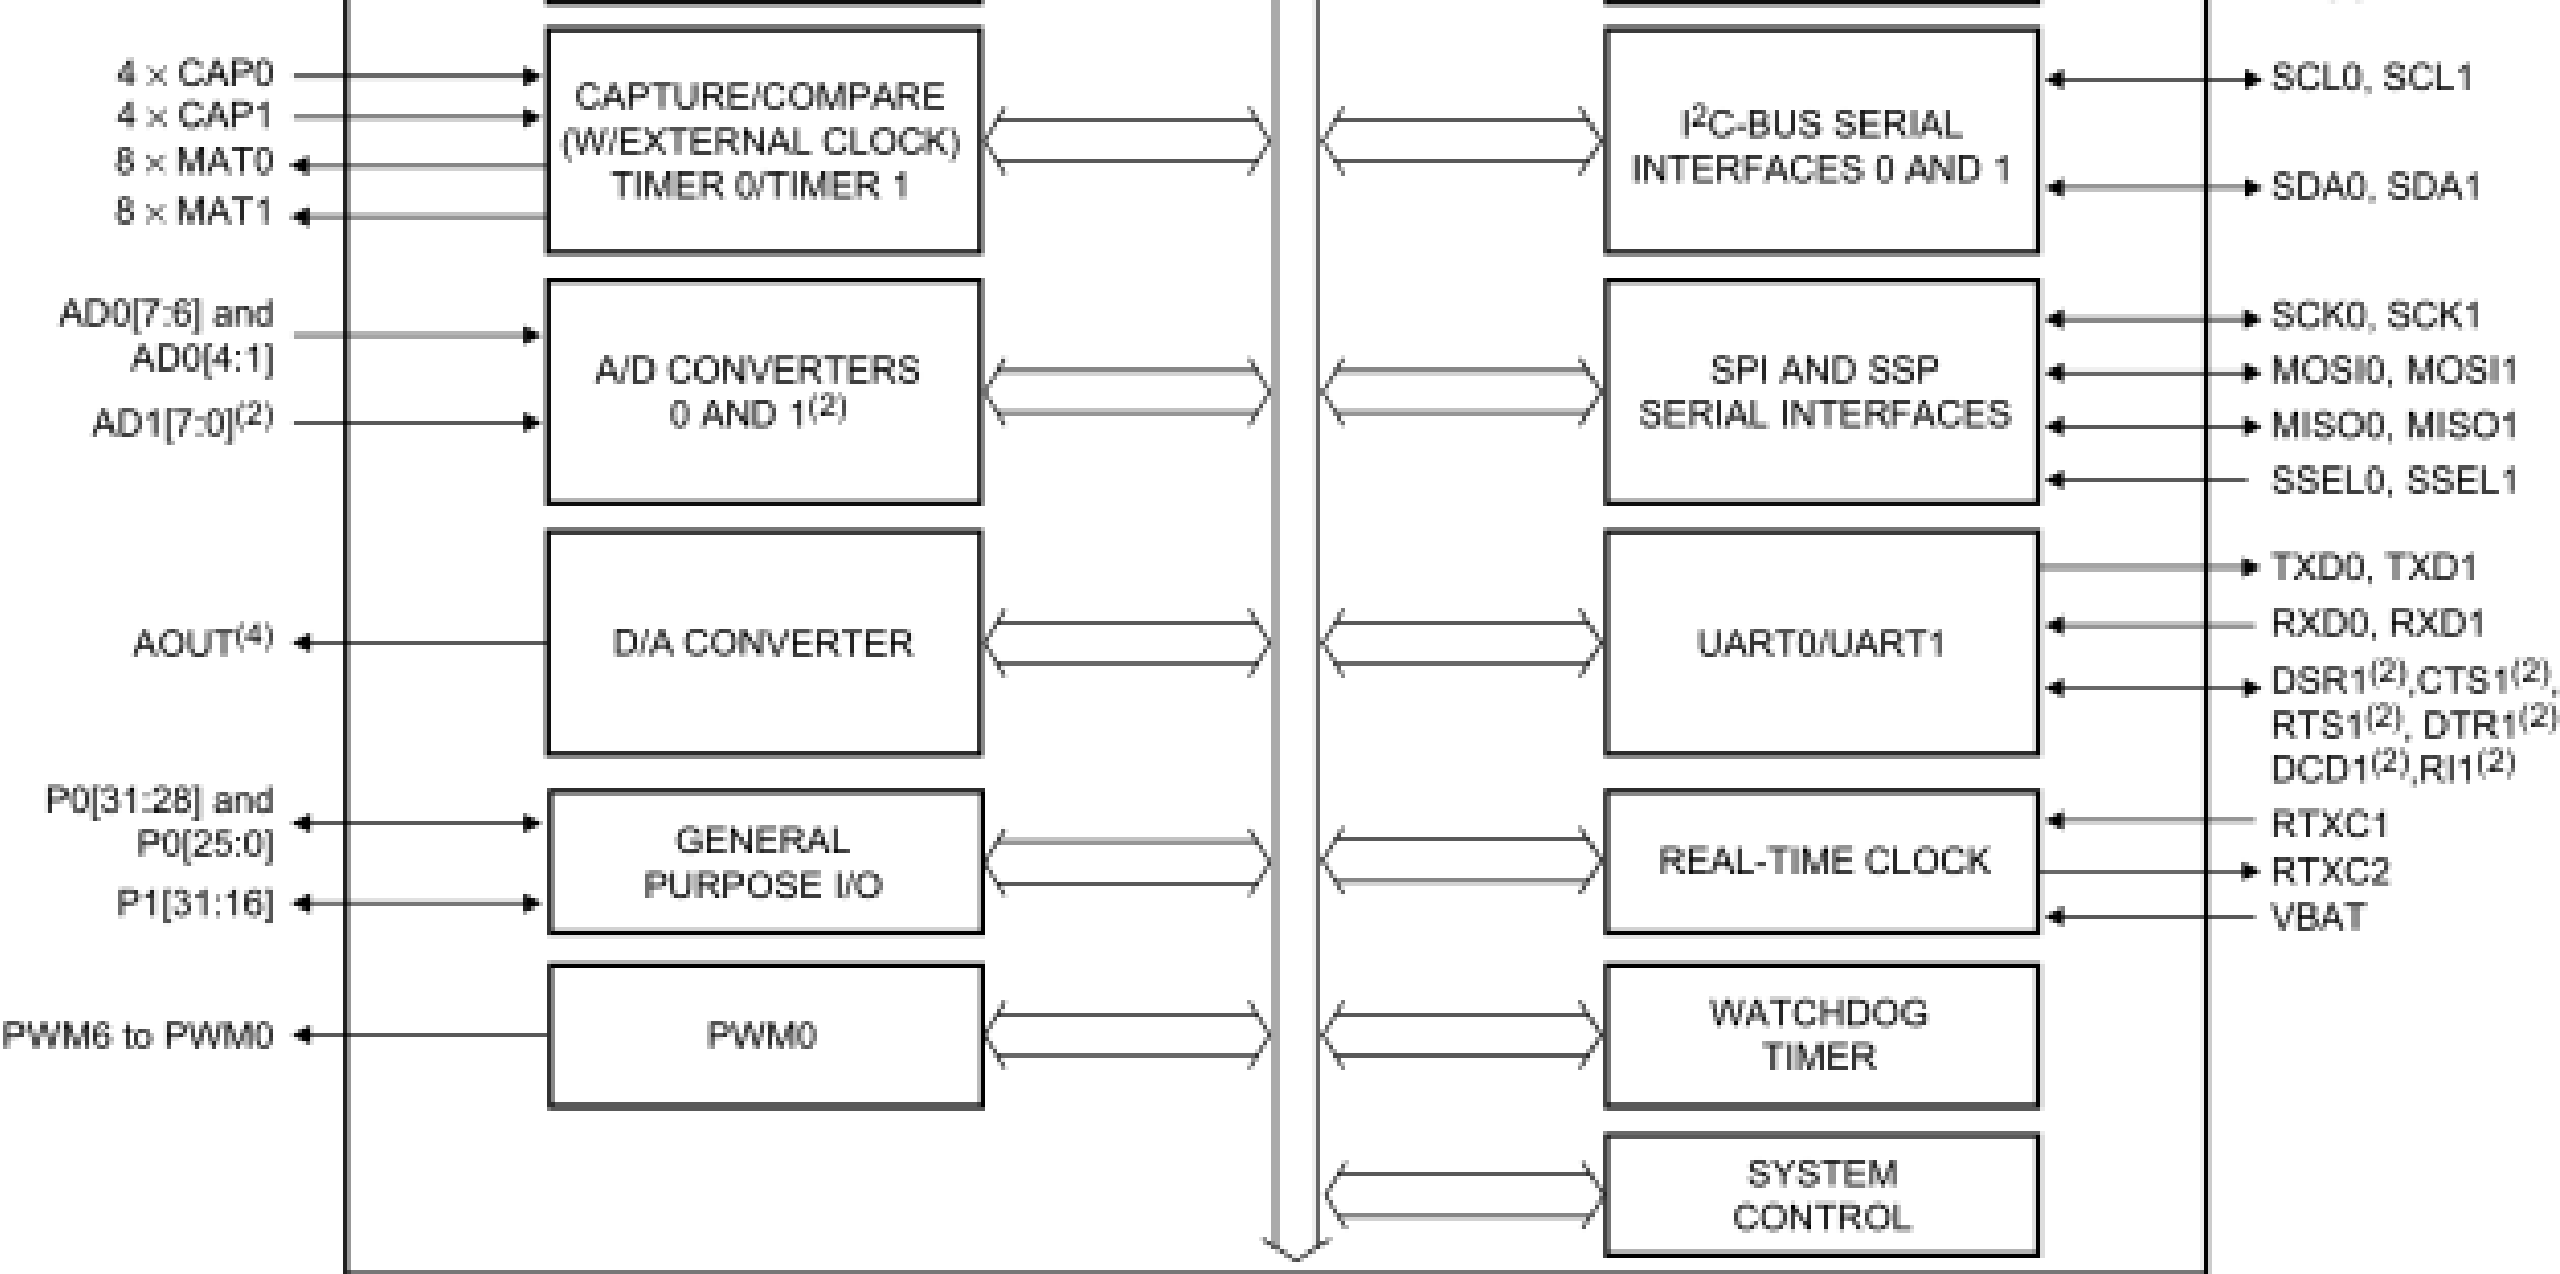 4 × CAP0
4 × CAP1
8 × MAT0
8 × MAT1
CAPTURE/COMPARE
(W/EXTERNAL CLOCK)
TIMER 0/TIMER 1
I²C-BUS SERIAL
INTERFACES 0 AND 1
SCL0, SCL1
SDA0, SDA1
AD0[7:6] and
AD0[4:1]
AD1[7:0](2)
A/D CONVERTERS
0 AND 1(2)
SPI AND SSP
SERIAL INTERFACES
SCK0, SCK1
MOSI0, MOSI1
MISO0, MISO1
SSEL0, SSEL1
AOUT(4)
D/A CONVERTER
UART0/UART1
TXD0, TXD1
RXD0, RXD1
DSR1(2),CTS1(2),
RTS1(2), DTR1(2)
DCD1(2),RI1(2)
P0[31:28] and
P0[25:0]
P1[31:16]
GENERAL
PURPOSE I/O
REAL-TIME CLOCK
RTXC1
RTXC2
VBAT
PWM6 to PWM0
PWM0
WATCHDOG
TIMER
SYSTEM
CONTROL